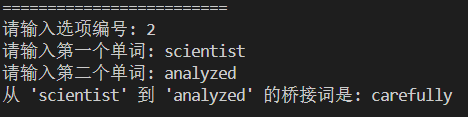 =========================
请输入选项编号: 2
请输入第一个单词: scientist
请输入第二个单词: analyzed
从 'scientist' 到 'analyzed' 的桥接词是: carefully